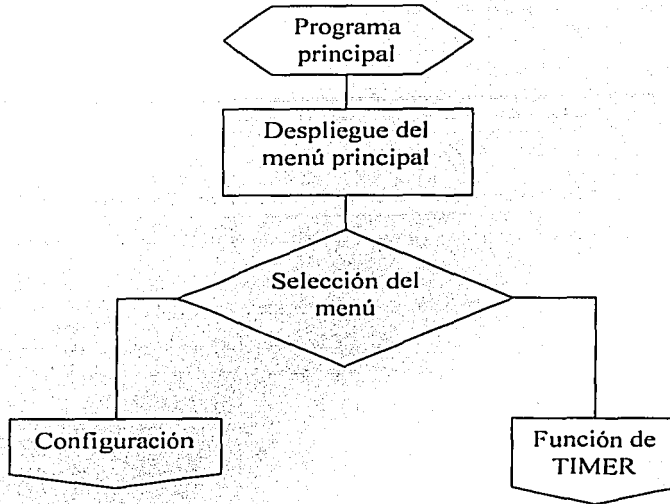 Programa
principal
Despliegue del
menú principal
Selección del
menú
Configuración
Función de
TIMER